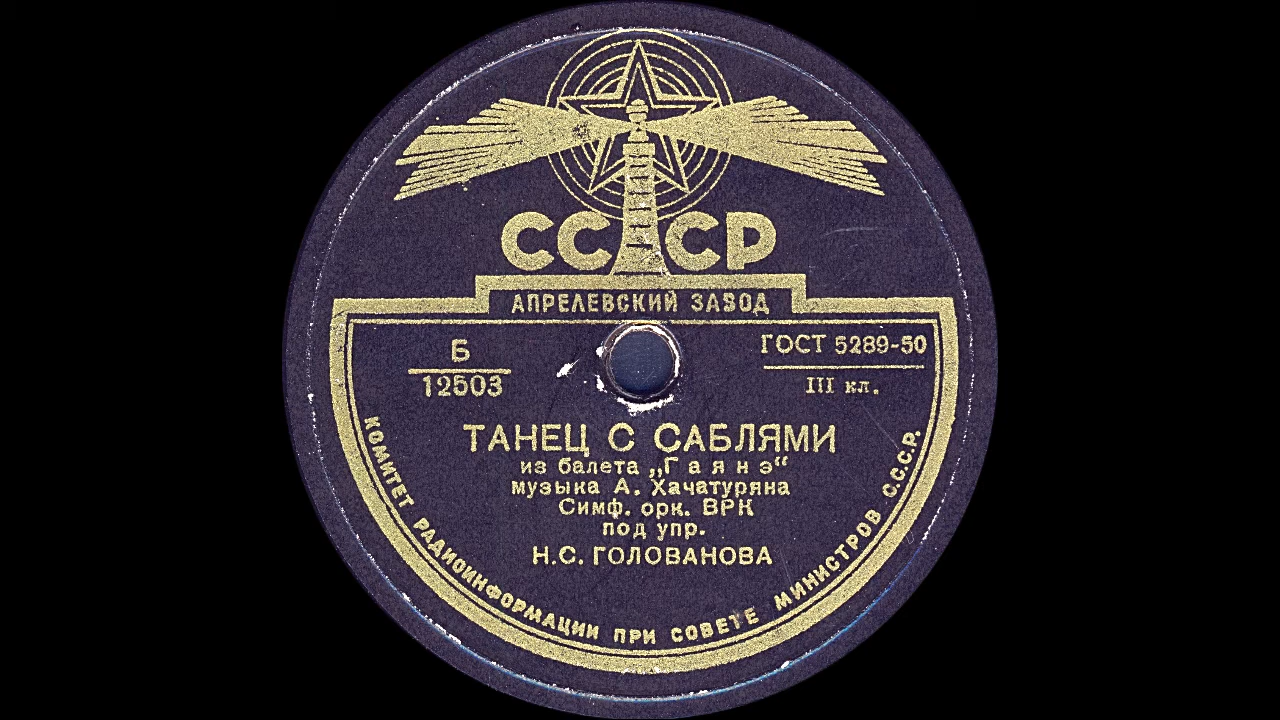 СССР
АПРЕЛЕВСКИЙ ЗАВОД
Б
12503
ГОСТ 5289-50
III кл.
ТАНЕЦ С САБЛЯМИ
из балета „Гаянэ“
музыка А. Хачатуряна
Симф. орк. ВРК
под упр.
Н.С. ГОЛОВАНОВА
КОМИТЕТ РАДИОИНФОРМАЦИИ ПРИ СОВЕТЕ МИНИСТРОВ С.С.С.Р.